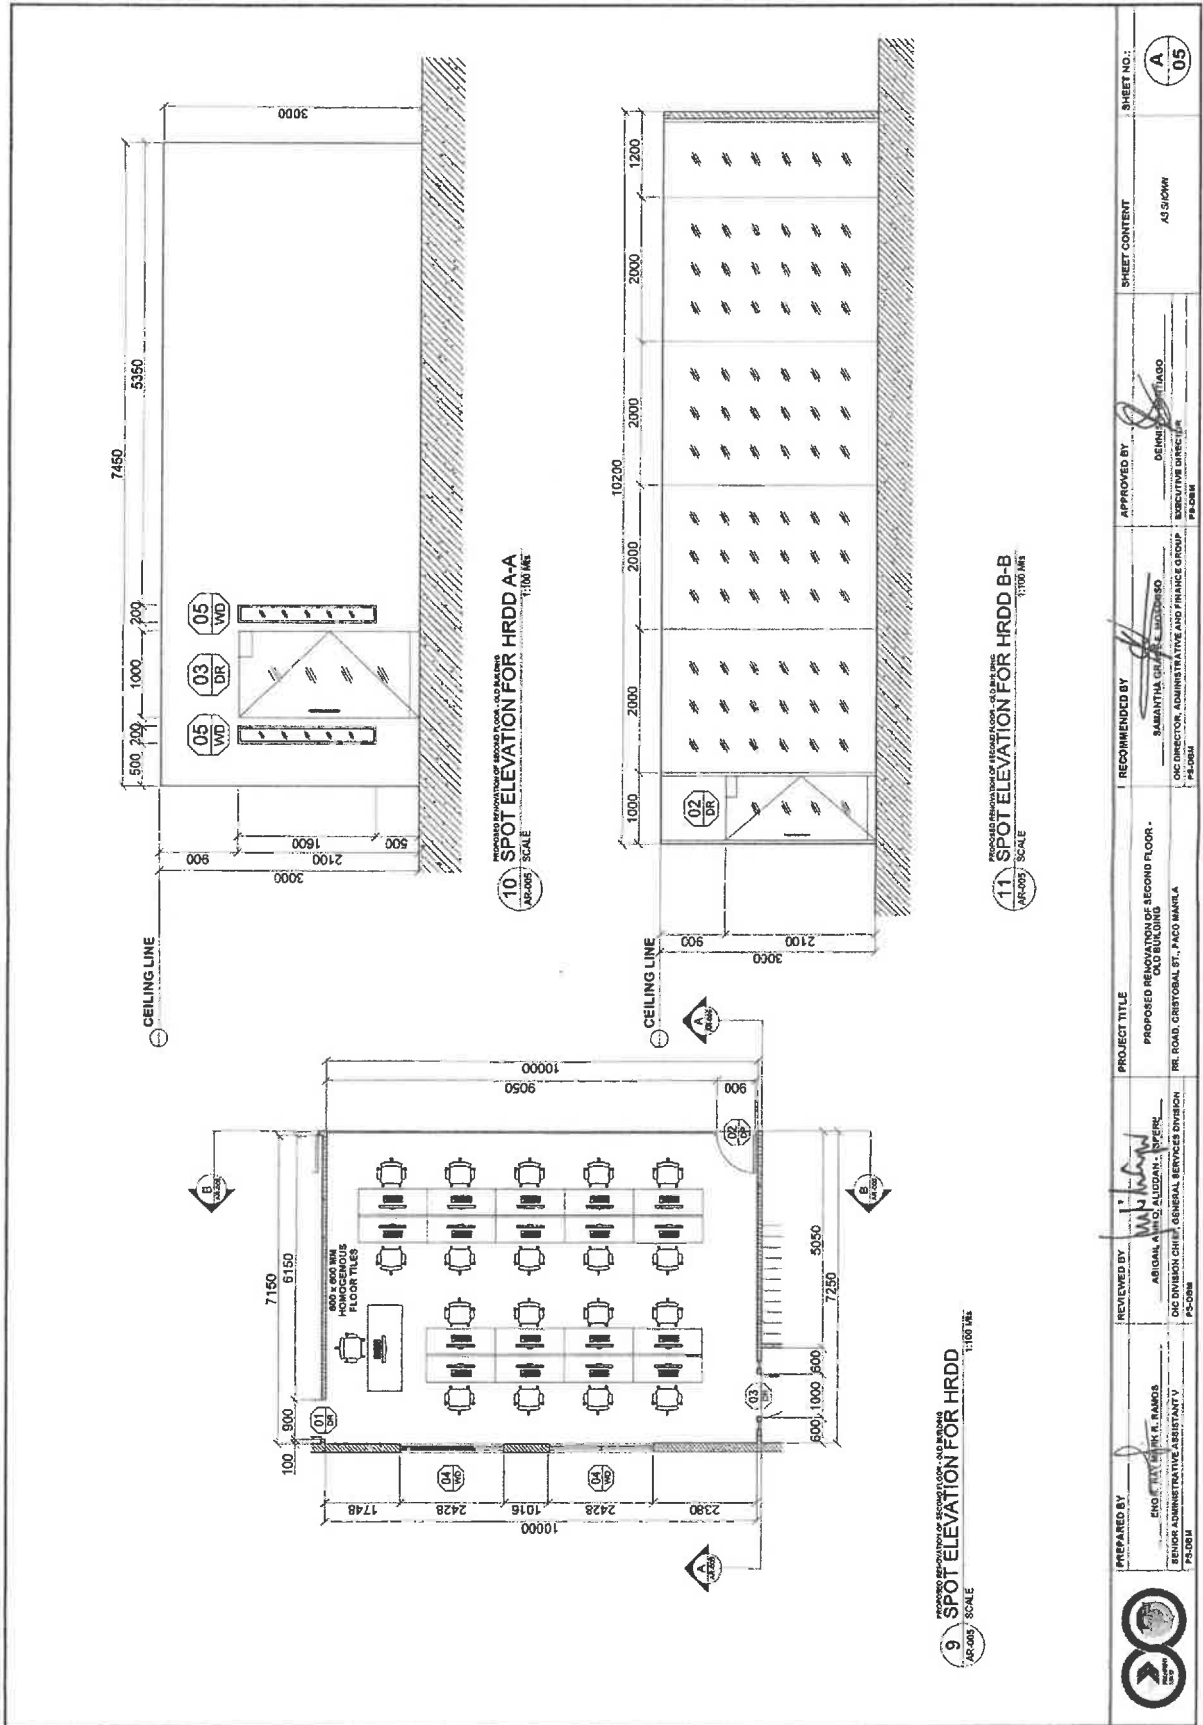 CEILING LINE
7450
500
200
1000
200
5350
3000
900
2100
1600
500
3000
05
WD
03
DR
05
WD
10
AR-005
PROPOSED RENOVATION OF SECOND FLOOR - OLD BUILDING
SPOT ELEVATION FOR HRDD A-A
SCALE
1:100 Mts
CEILING LINE
10200
1000
2000
2000
2000
2000
1200
900
2100
3000
02
DR
11
AR-005
PROPOSED RENOVATION OF SECOND FLOOR - OLD BUILDING
SPOT ELEVATION FOR HRDD B-B
SCALE
1:100 Mts
7150
100
900
6150
B
01
DR
600 x 600 MM
HOMOGENOUS
FLOOR TILES
1748
2428
1016
2428
2380
10000
04
WD
04
WD
10000
9050
900
02
DR
03
DR
A
A
600
1000
600
5050
7250
B
9
AR-005
PROPOSED RENOVATION OF SECOND FLOOR - OLD BUILDING
SPOT ELEVATION FOR HRDD
SCALE
1:100 Mts
PREPARED BY
RAMOS
SENIOR ADMINISTRATIVE ASSISTANT V
PS-DBM
REVIEWED BY
ABIGAIL
OIC DIVISION CHIEF, GENERAL SERVICES DIVISION
PS-DBM
PROJECT TITLE
PROPOSED RENOVATION OF SECOND FLOOR -
OLD BUILDING
RR. ROAD, CRISTOBAL ST., PACO MANILA
RECOMMENDED BY
SAMANTHA
OIC DIRECTOR, ADMINISTRATIVE AND FINANCE GROUP
PS-DBM
APPROVED BY
EXECUTIVE DIRECTOR
PS-DBM
SHEET CONTENT
AS SHOWN
SHEET NO.:
A
05